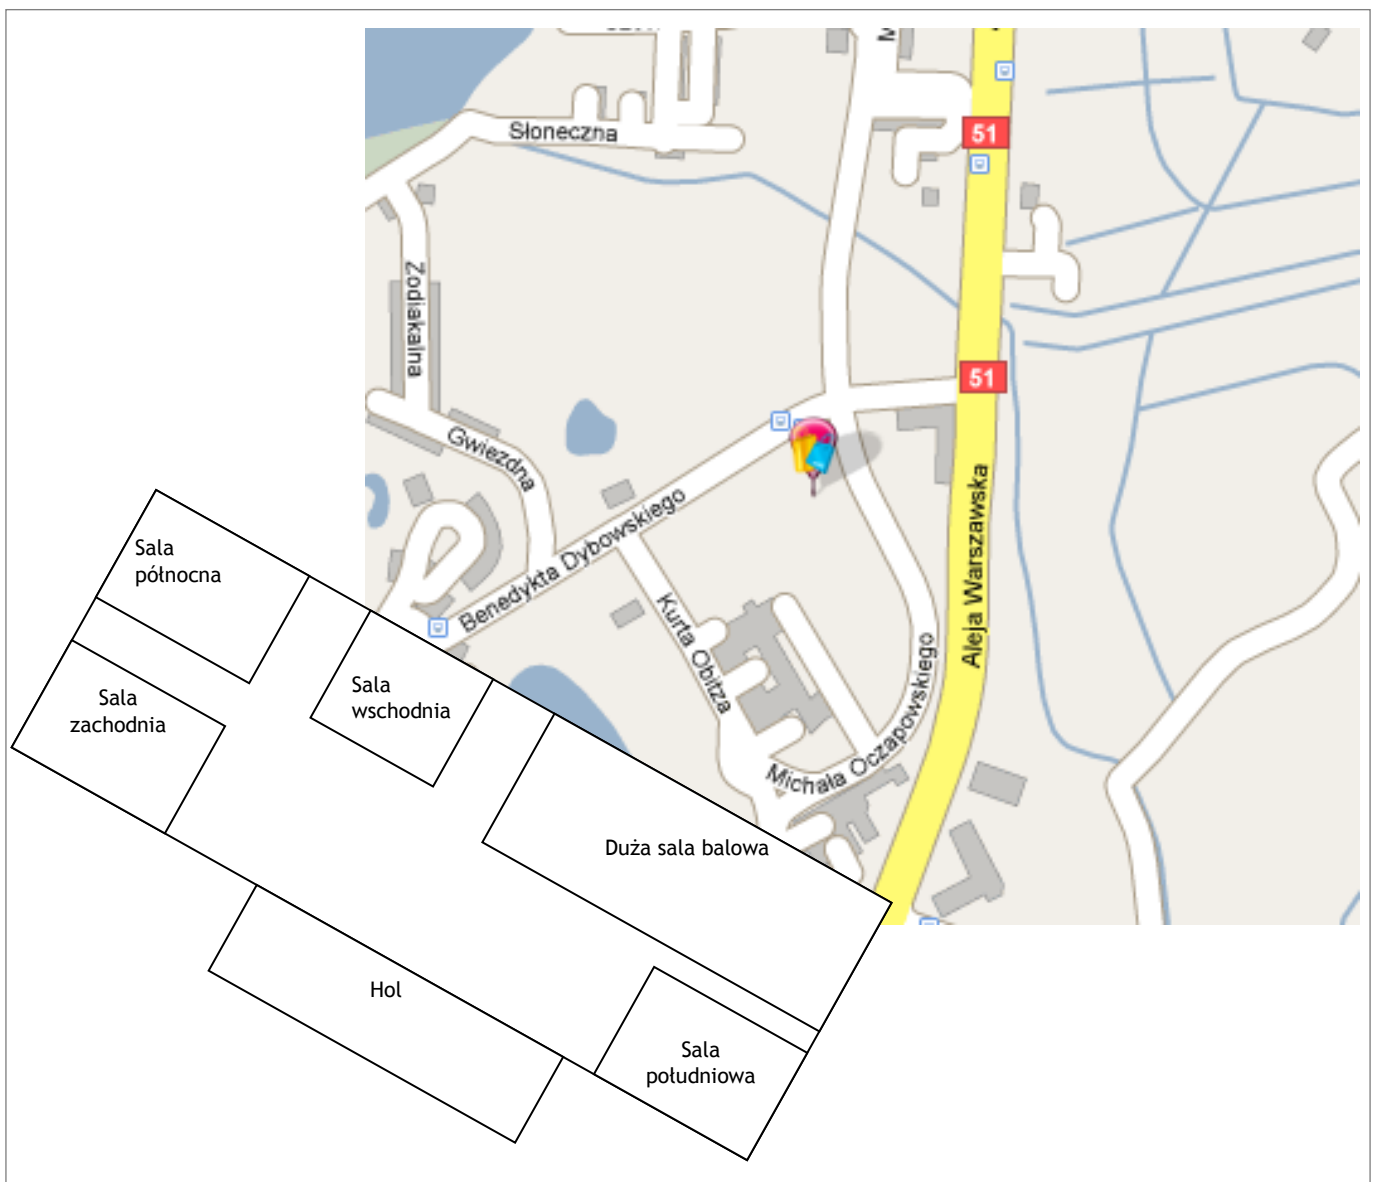 M
Słoneczna
51
Zodiakalna
51
Gwiezdna
Benedykta Dybowskiego
Kurta Obitza
Michała Oczapowskiego
Aleja Warszawska
Sala
północna
Sala
zachodnia
Sala
wschodnia
Duża sala balowa
Hol
Sala
południowa